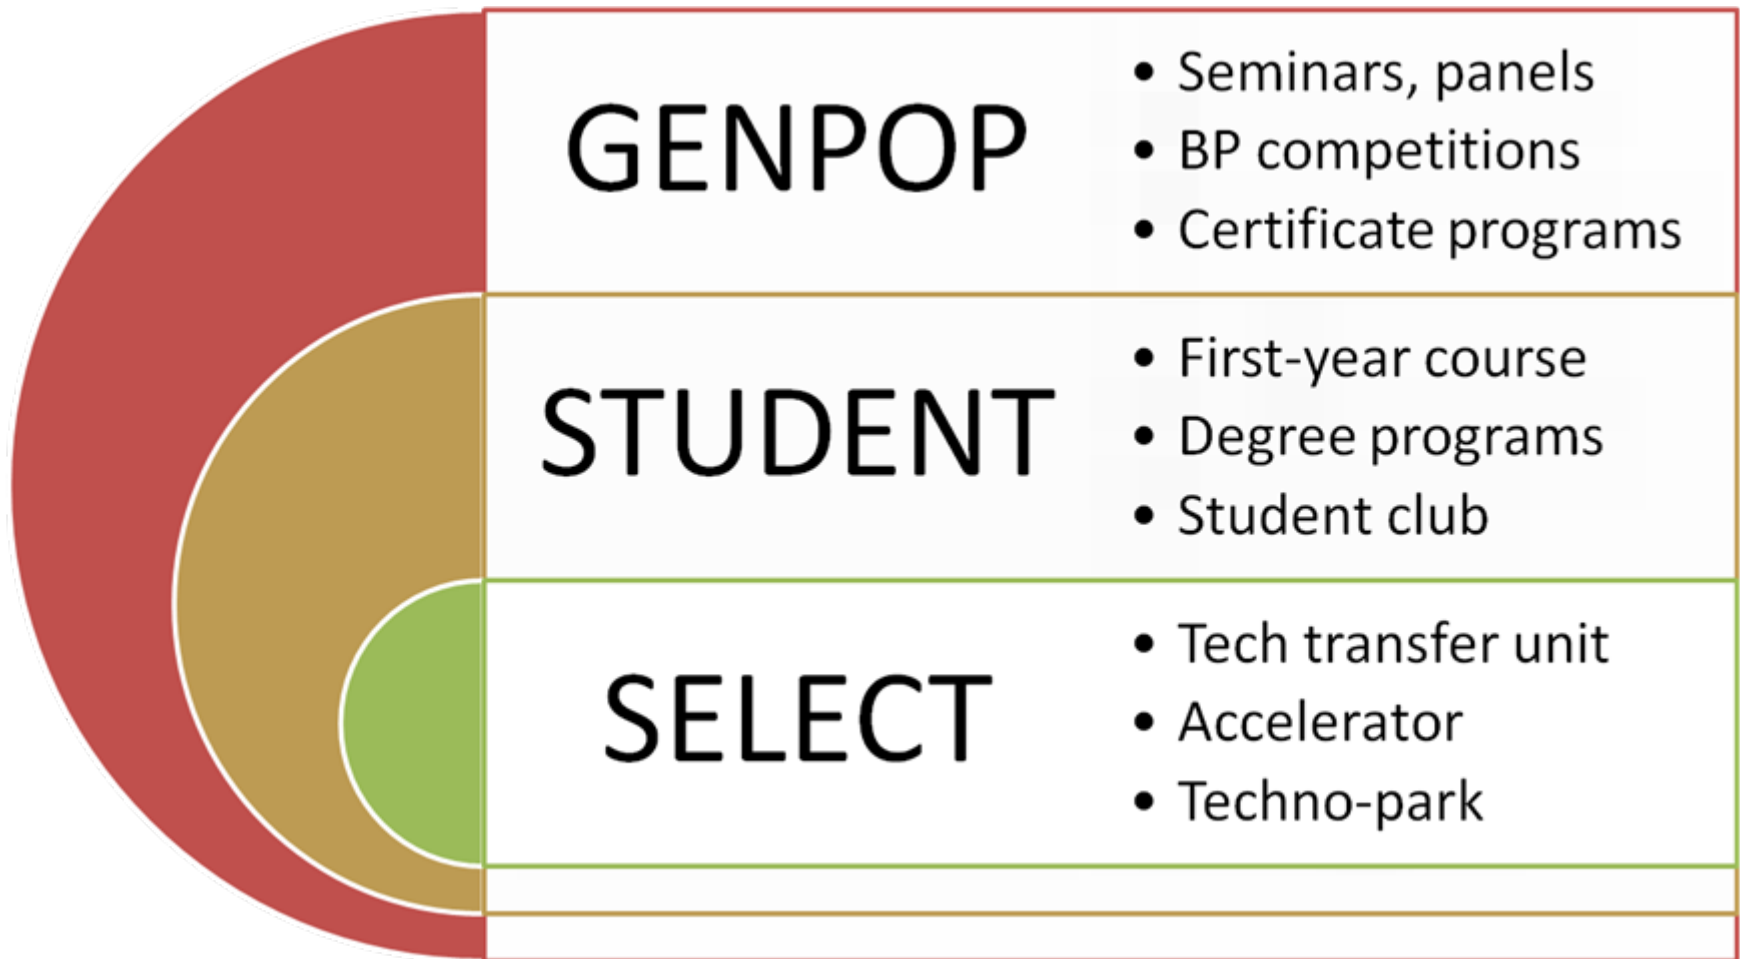 GENPOP
• Seminars, panels
• BP competitions
• Certificate programs
STUDENT
• First-year course
• Degree programs
• Student club
SELECT
• Tech transfer unit
• Accelerator
• Techno-park